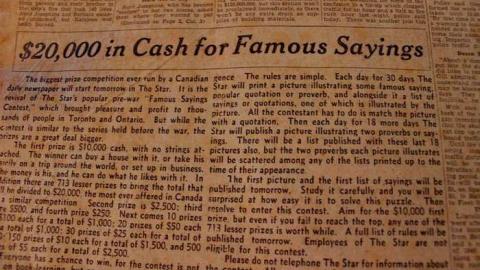 $20,000 in Cash for Famous Sayings
The biggest prize competition ever run by a Canadian
daily newspaper will start tomorrow in The Star. It is the
revival of The Star's popular pre-war "Famous Sayings
Contest," which brought pleasure and profit to thou-
sands of people in Toronto and Ontario. But while the
contest is similar to the series held before the war, the
prizes are a great deal bigger.
The first prize is $10,000 cash, with no strings at-
ached. The winner can buy a house with it, or take his
family on a trip around the world, or set up in business.
he money is his, and he can do what he likes with it. In
dition there are 713 lesser prizes to bring the total that
ll be divided to $20,000, the most ever offered in Canada
a similar competition. Second prize is $2,500; third
ze $500, and fourth prize $250. Next comes 10 prizes
$100 each for a total of $1,000; 20 prizes of $50 each
a total of $1,000; 30 prizes of $25 each for a total of
; 150 prizes of $10 each for a total of $1,500, and 500
of $5 each for a total of $2,500.
everyone has a chance to win, for the contest is not
gence The rules are simple. Each day for 30 days The
Star will print a picture illustrating some famous saying,
popular quotation or proverb, and alongside it a list of
sayings or quotations, one of which is illustrated by the
picture. All the contestant has to do is match the picture
with a quotation. Then each day for 18 more days The
Star will publish a picture illustrating two proverbs or say-
ings. There will be a list published with these last 18
pictures also, but the two proverbs each picture illustrates
will be scattered among any of the lists printed up to the
time of their appearance.
The first picture and the first list of sayings will be
published tomorrow. Study it carefully and you will be
surprised at how easy it is to solve this puzzle. Then
resolve to enter this contest. Aim for the $10,000 first
prize, but even if you fail to reach the top, any one of the
713 lesser prizes is worth while. A full list of rules will be
published tomorrow. Employees of The Star are not
eligible for this contest.
Please do not telephone The Star for information about